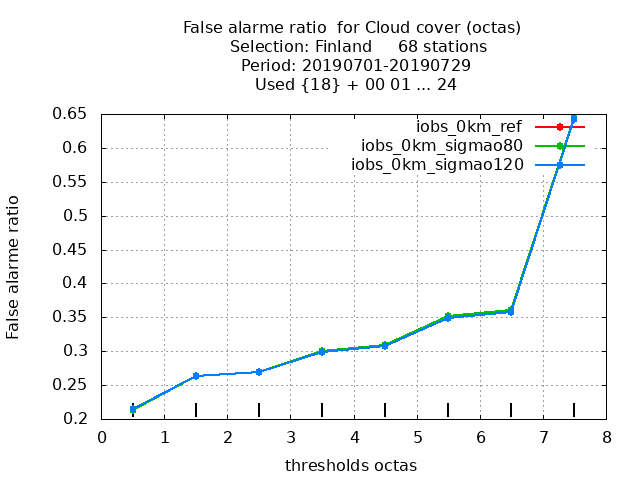 False alarme ratio  for Cloud cover (octas)
Selection: Finland     68 stations
Period: 20190701-20190729
Used {18} + 00 01 ... 24
iobs_0km_ref
iobs_0km_sigmao80
iobs_0km_sigmao120
False alarme ratio
0.65
0.6
0.55
0.5
0.45
0.4
0.35
0.3
0.25
0.2
0 1 2 3 4 5 6 7 8
thresholds octas